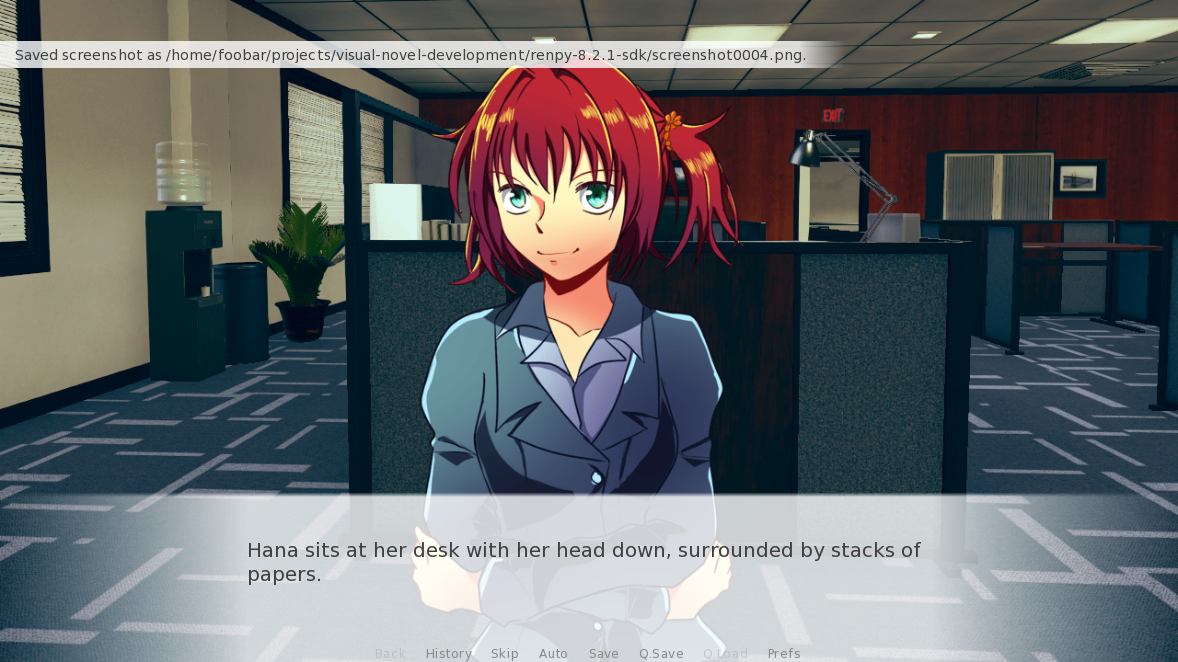 Saved screenshot as /home/foobar/projects/visual-novel-development/renpy-8.2.1-sdk/screenshot0004.png.
EXIT
Hana sits at her desk with her head down, surrounded by stacks of
papers.
Back History Skip Auto Save Q.Save Q.Load Prefs